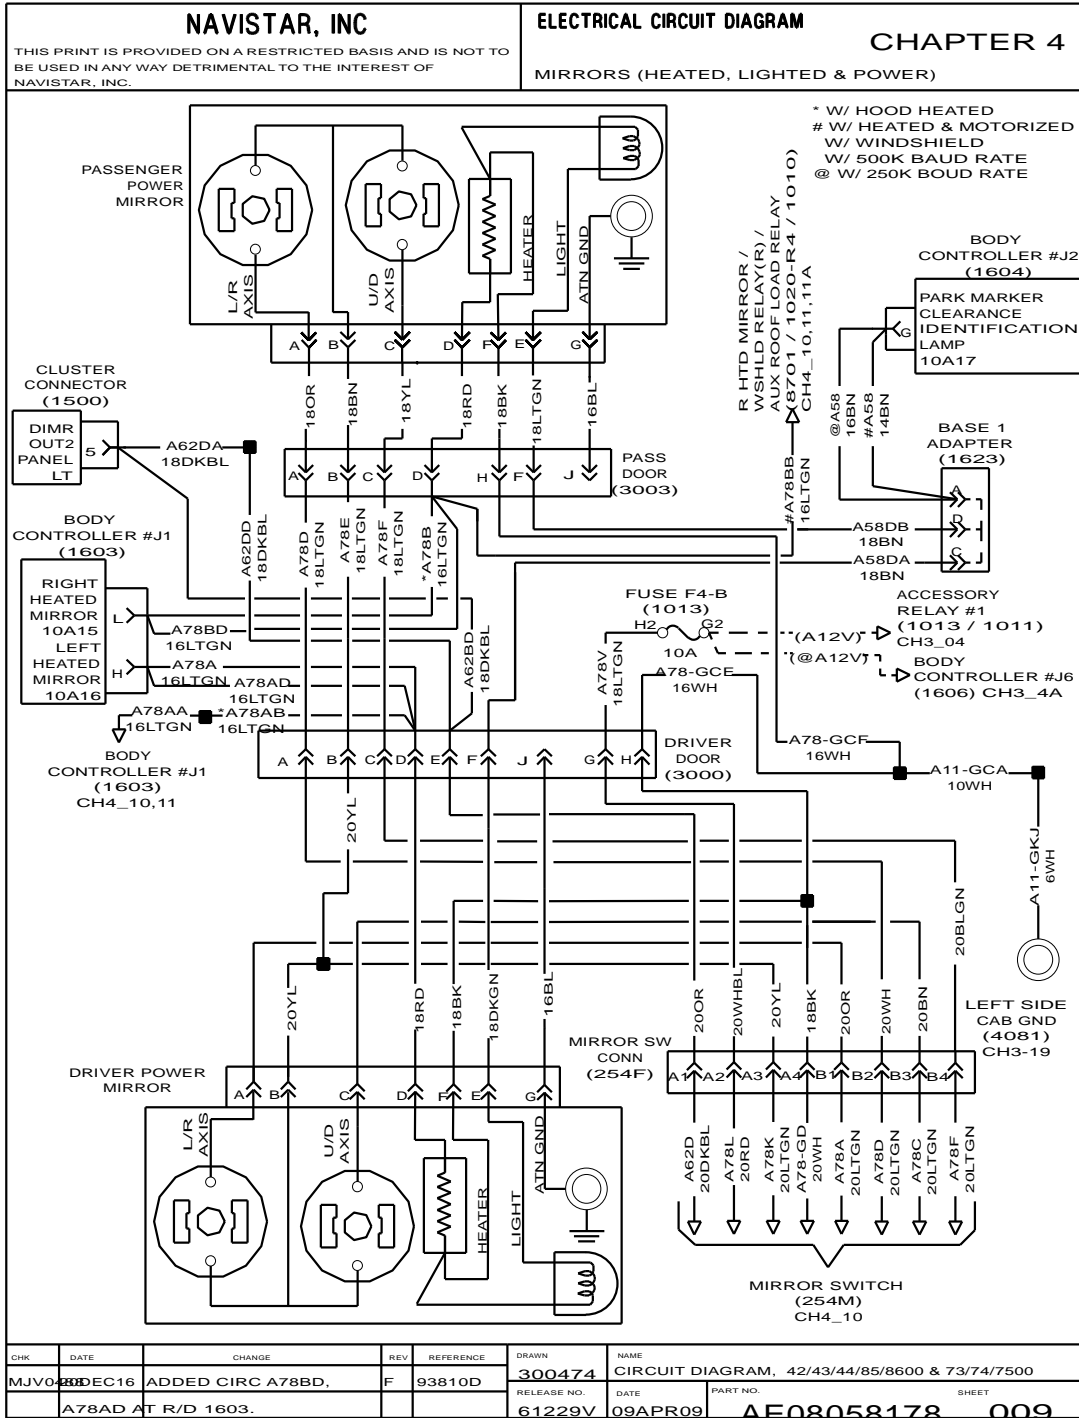 NAVISTAR, INC
THIS PRINT IS PROVIDED ON A RESTRICTED BASIS AND IS NOT TO
BE USED IN ANY WAY DETRIMENTAL TO THE INTEREST OF
NAVISTAR, INC.
ELECTRICAL CIRCUIT DIAGRAM
CHAPTER 4
MIRRORS (HEATED, LIGHTED & POWER)
* W/ HOOD HEATED
# W/ HEATED & MOTORIZED
W/ WINDSHIELD
W/ 500K BAUD RATE
@ W/ 250K BOUD RATE
PASSENGER
POWER
MIRROR
L/R
AXIS
U/D
AXIS
HEATER
LIGHT
ATN GND
A
B
C
D
F
E
G
18OR
18BN
18YL
18RD
18BK
18LTGN
16BL
R HTD MIRROR /
WSHLD RELAY(R) /
AUX ROOF LOAD RELAY
(8701 / 1020-R4 / 1010)
CH4_10,11,11A
BODY
CONTROLLER #J2
(1604)
G
PARK MARKER
CLEARANCE
IDENTIFICATION
LAMP
10A17
@A58
16BN
#A58
14BN
BASE 1
ADAPTER
(1623)
A
D
C
CLUSTER
CONNECTOR
(1500)
DIMR
OUT2
PANEL
LT
5
A62DA
18DKBL
A
B
C
D
H
F
J
PASS
DOOR
(3003)
#A78BB
16LTGN
A58DB
18BN
A58DA
18BN
BODY
CONTROLLER #J1
(1603)
RIGHT
HEATED
MIRROR
10A15
LEFT
HEATED
MIRROR
10A16
L
H
A62DD
18DKBL
A78D
18LTGN
A78E
18LTGN
A78F
18LTGN
*A78B
16LTGN
A78BD
16LTGN
A78A
16LTGN
A78AD
16LTGN
A78AA
16LTGN
*A78AB
16LTGN
A62BD
18DKBL
BODY
CONTROLLER #J1
(1603)
CH4_10,11
FUSE F4-B
(1013)
H2
G2
10A
(A12V)
(@A12V)
ACCESSORY
RELAY #1
(1013 / 1011)
CH3_04
BODY
CONTROLLER #J6
(1606) CH3_4A
A78V
18LTGN
A78-GCE
16WH
A78-GCF
16WH
A11-GCA
10WH
A11-GKJ
6WH
A
B
C
D
E
F
J
G
H
DRIVER
DOOR
(3000)
20YL
20BLGN
LEFT SIDE
CAB GND
(4081)
CH3-19
20YL
18RD
18BK
18DKGN
16BL
20OR
20WHBL
20YL
18BK
20OR
20WH
20BN
MIRROR SW
CONN
(254F)
A1
A2
A3
A4
B1
B2
B3
B4
DRIVER POWER
MIRROR
A
B
C
D
F
E
G
L/R
AXIS
U/D
AXIS
HEATER
LIGHT
ATN GND
A62D
20DKBL
A78L
20RD
A78K
20LTGN
A78-GD
20WH
A78A
20LTGN
A78D
20LTGN
A78C
20LTGN
A78F
20LTGN
MIRROR SWITCH
(254M)
CH4_10
CHK DATE CHANGE REV REFERENCE
DEC16 ADDED CIRC A78BD, F 93810D
A78AD AT R/D 1603.
DRAWN
300474
NAME
CIRCUIT DIAGRAM, 42/43/44/85/8600 & 73/74/7500
RELEASE NO.
61229V
DATE
09APR09
PART NO.
AE08058178
SHEET
009